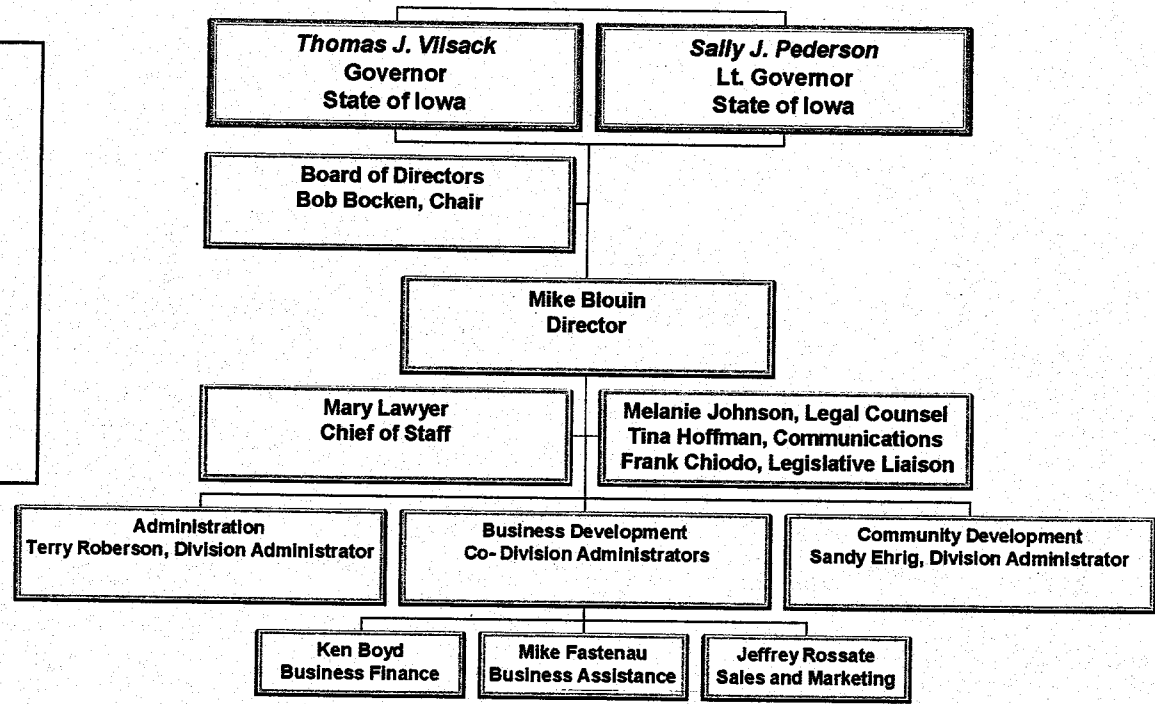 Thomas J. Vilsack
Governor
State of Iowa
Sally J. Pederson
Lt. Governor
State of Iowa
Board of Directors
Bob Bocken, Chair
Mike Blouin
Director
Mary Lawyer
Chief of Staff
Melanie Johnson, Legal Counsel
Tina Hoffman, Communications
Frank Chiodo, Legislative Liaison
Administration
Terry Roberson, Division Administrator
Business Development
Co- Division Administrators
Community Development
Sandy Ehrig, Division Administrator
Ken Boyd
Business Finance
Mike Fastenau
Business Assistance
Jeffrey Rossate
Sales and Marketing